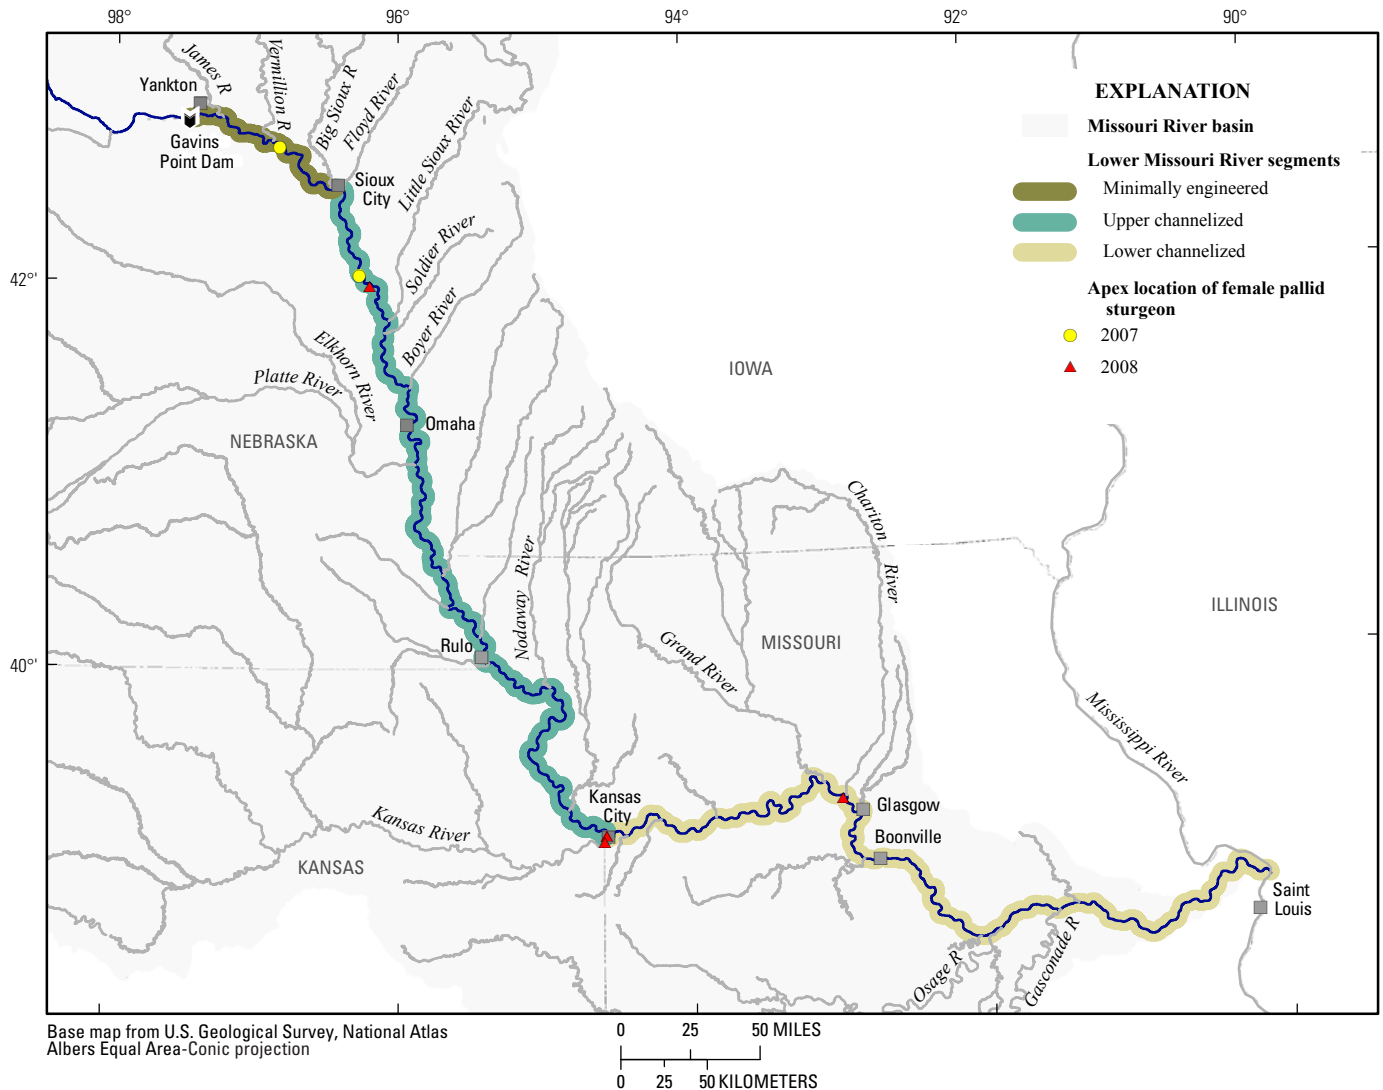 98°
96°
94°
92°
90°
James R
Vermillion R
Big Sioux R
Floyd River
Little Sioux River
Yankton
Gavins
Point Dam
Sioux
City
EXPLANATION
Missouri River basin
Lower Missouri River segments
Minimally engineered
Upper channelized
Lower channelized
Apex location of female pallid
sturgeon
2007
2008
42°'
Soldier River
Boyer River
Elkhorn River
Platte River
IOWA
NEBRASKA
Omaha
Chariton River
Nodaway River
ILLINOIS
MISSOURI
Rulo
40°'
Grand River
Mississippi River
Kansas
City
Glasgow
Boonville
Kansas River
KANSAS
Saint
Louis
Osage R
Gasconade R
Base map from U.S. Geological Survey, National Atlas
Albers Equal Area-Conic projection
0 25 50 MILES
0 25 50 KILOMETERS